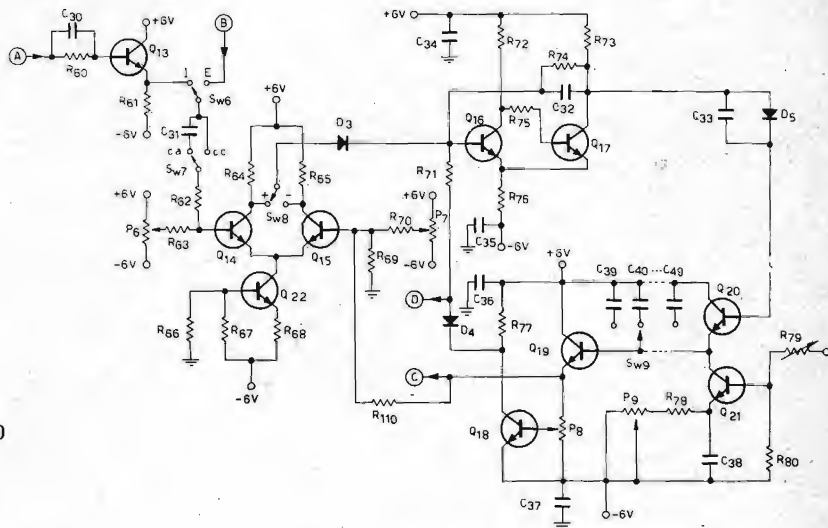 C30
+6V
+6V
A
Q13
B
R60
C34
R72
R73
R74
I
E
Sw6
R61
C32
-6V
C31
+6V
Q16
R75
C33
D5
ca
cc
D3
Q17
Sw7
R64
R65
R71
+6V
R62
+
-
R76
+6V
Sw8
R70
P7
P6
R63
C35
-6V
-6V
Q14
Q15
R69
-6V
+6V
C36
C39
C40
...C49
Q20
Q22
D
R77
R66
R67
R68
D4
Q19
R79
Sw9
C
P9
R78
Q21
-6V
R110
Q18
P8
C38
R80
C37
-6V